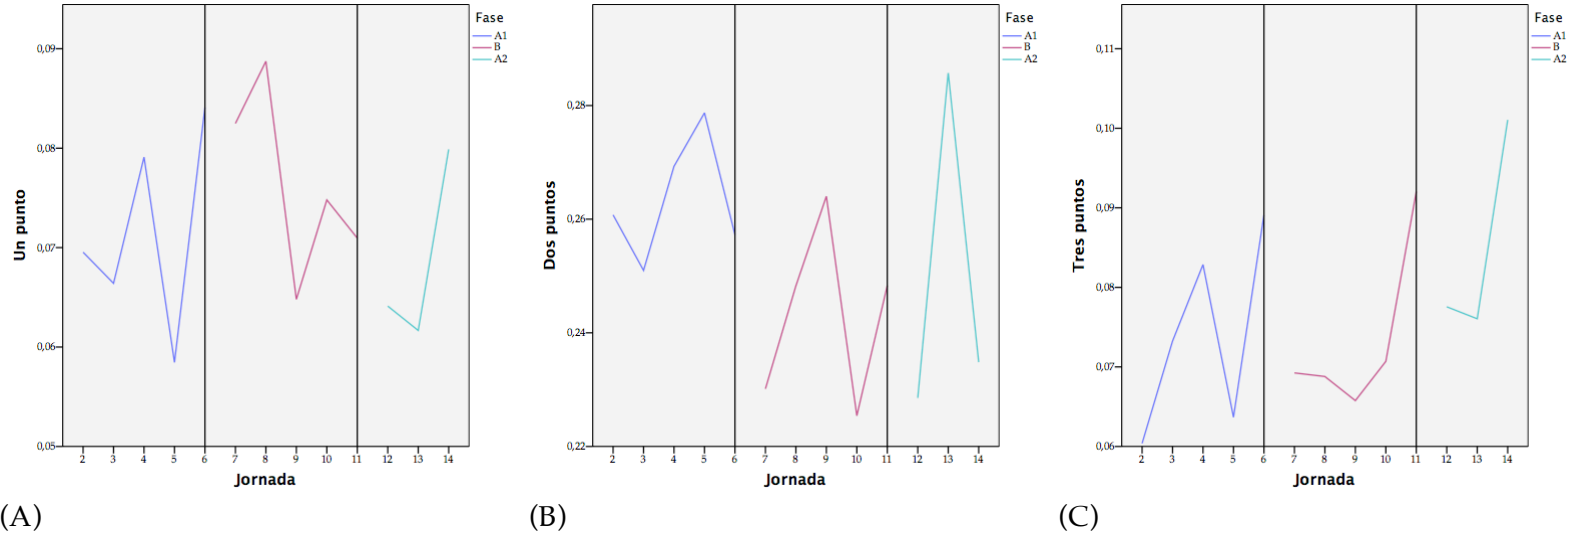 Fase
A1
B
A2
0,09
0,08
0,07
0,06
0,05
Un punto
2 3 4 5 6 7 8 9 10 11 12 13 14
Jornada
(A)
Fase
A1
B
A2
0,28
0,26
0,24
0,22
Dos puntos
2 3 4 5 6 7 8 9 10 11 12 13 14
Jornada
(B)
Fase
A1
B
A2
0,11
0,10
0,09
0,08
0,07
0,06
Tres puntos
2 3 4 5 6 7 8 9 10 11 12 13 14
Jornada
(C)